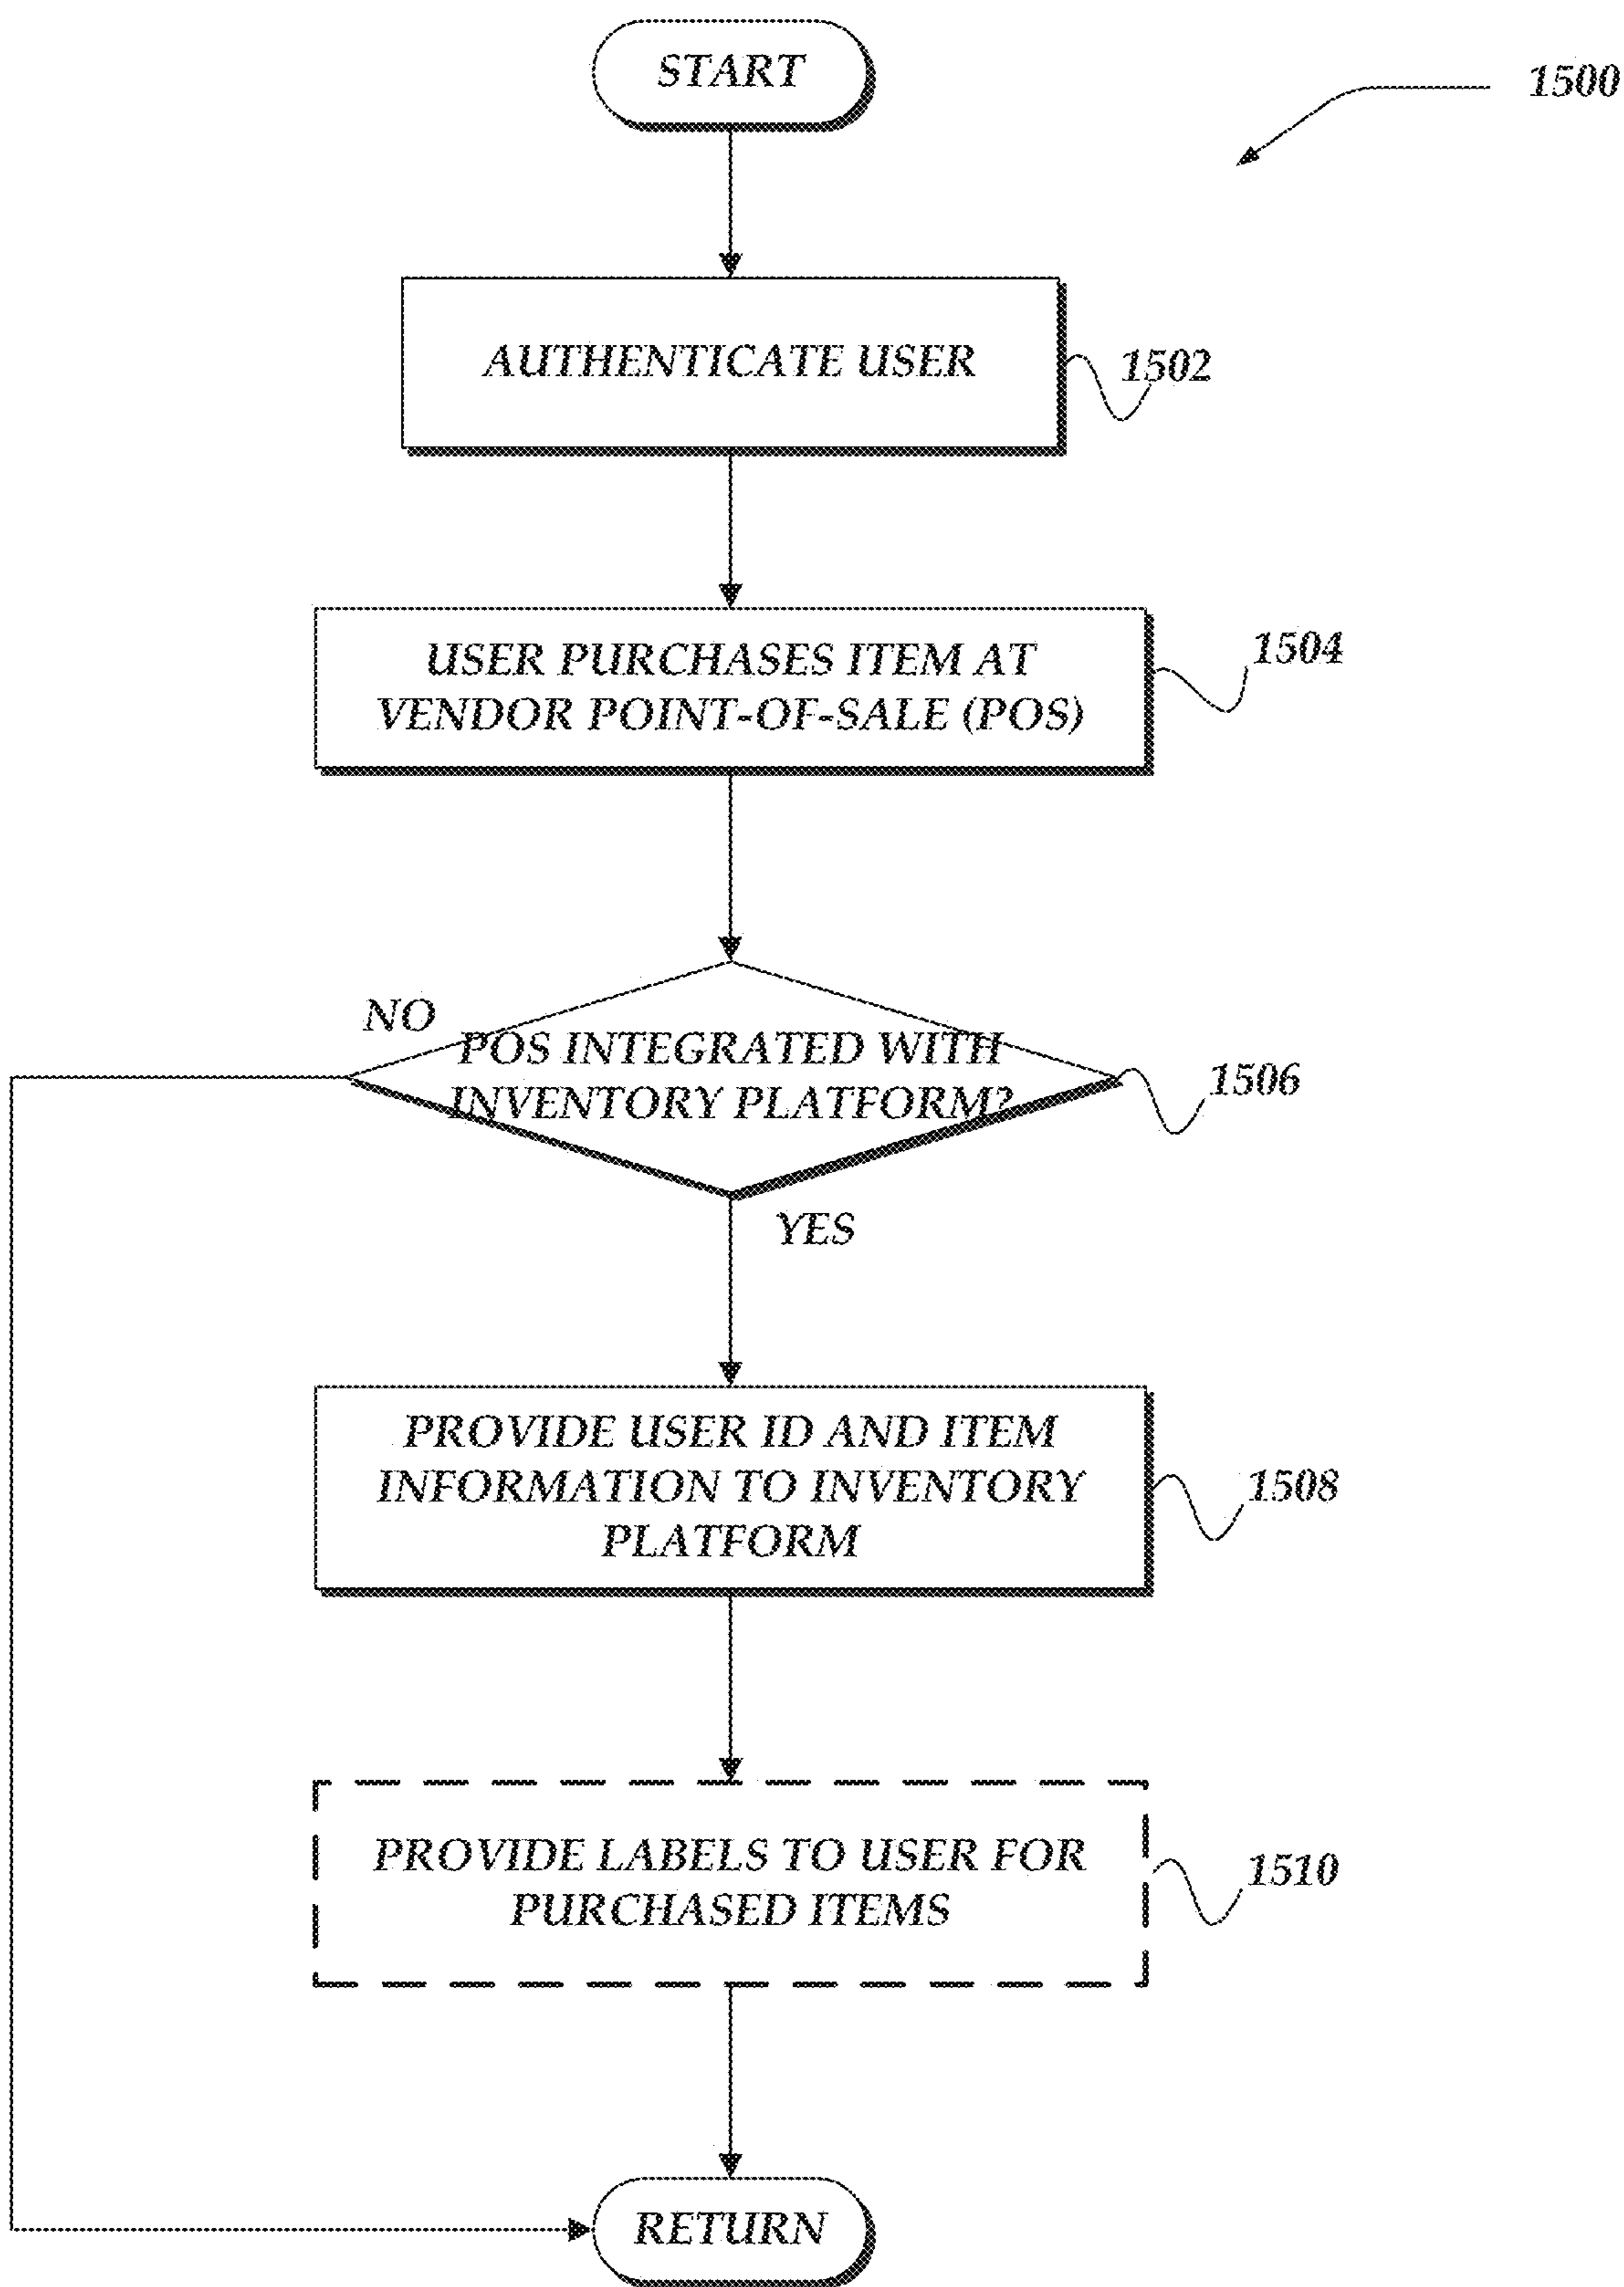 START
1500
AUTHENTICATE USER
1502
USER PURCHASES ITEM AT
VENDOR POINT-OF-SALE (POS)
1504
NO
POS INTEGRATED WITH
INVENTORY PLATFORM?
1506
YES
PROVIDE USER ID AND ITEM
INFORMATION TO INVENTORY
PLATFORM
1508
PROVIDE LABELS TO USER FOR
PURCHASED ITEMS
1510
RETURN